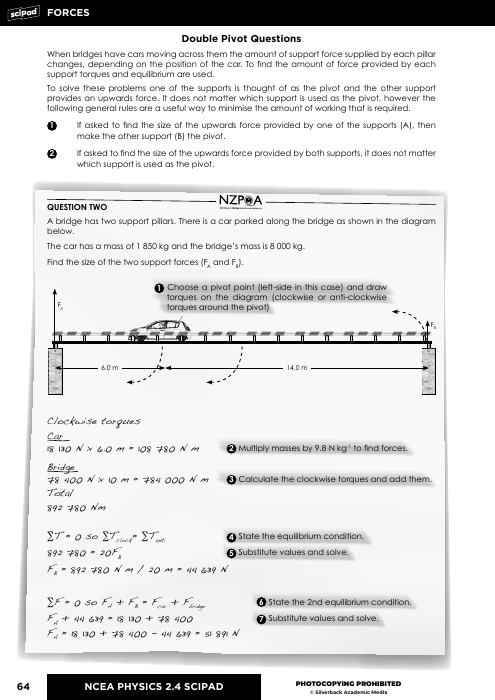 scipad FORCES
Double Pivot Questions
When bridges have cars moving across them the amount of support force supplied by each pillar
changes, depending on the position of the car. To find the amount of force provided by each
support torques and equilibrium are used.
To solve these problems one of the supports is thought of as the pivot and the other support
provides an upwards force. It does not matter which support is used as the pivot, however the
following general rules are a useful way to minimise the amount of working that is required.
1 If asked to find the size of the upwards force provided by one of the supports (A), then
make the other support (B) the pivot.
2 If asked to find the size of the upwards force provided by both supports, it does not matter
which support is used as the pivot.
NZPQA
QUESTION TWO
A bridge has two support pillars. There is a car parked along the bridge as shown in the diagram
below.
The car has a mass of 1 850 kg and the bridge's mass is 8 000 kg.
Find the size of the two support forces (FA and FB).
1 Choose a pivot point (left-side in this case) and draw
torques on the diagram (clockwise or anti-clockwise
torques around the pivot)
FA
FB
6.0 m
14.0 m
Clockwise torques
Car
18 130 N x 6.0 m = 108 780 N m
2 Multiply masses by 9.8 N kg-1 to find forces.
Bridge
78 400 N x 10 m = 784 000 N m
3 Calculate the clockwise torques and add them.
Total
892 780 Nm
ΣT = 0 so ΣTclock = ΣTanti
4 State the equilibrium condition.
892 780 = 20FB
5 Substitute values and solve.
FB = 892 780 N m / 20 m = 44 639 N
ΣF = 0 so FA + FB = Fcar + Fbridge
6 State the 2nd equilibrium condition.
FA + 44 639 = 18 130 + 78 400
7 Substitute values and solve.
FA = 18 130 + 78 400 - 44 639 = 51 891 N
64 NCEA PHYSICS 2.4 SCIPAD
PHOTOCOPYING PROHIBITED
© Silverback Academic Media